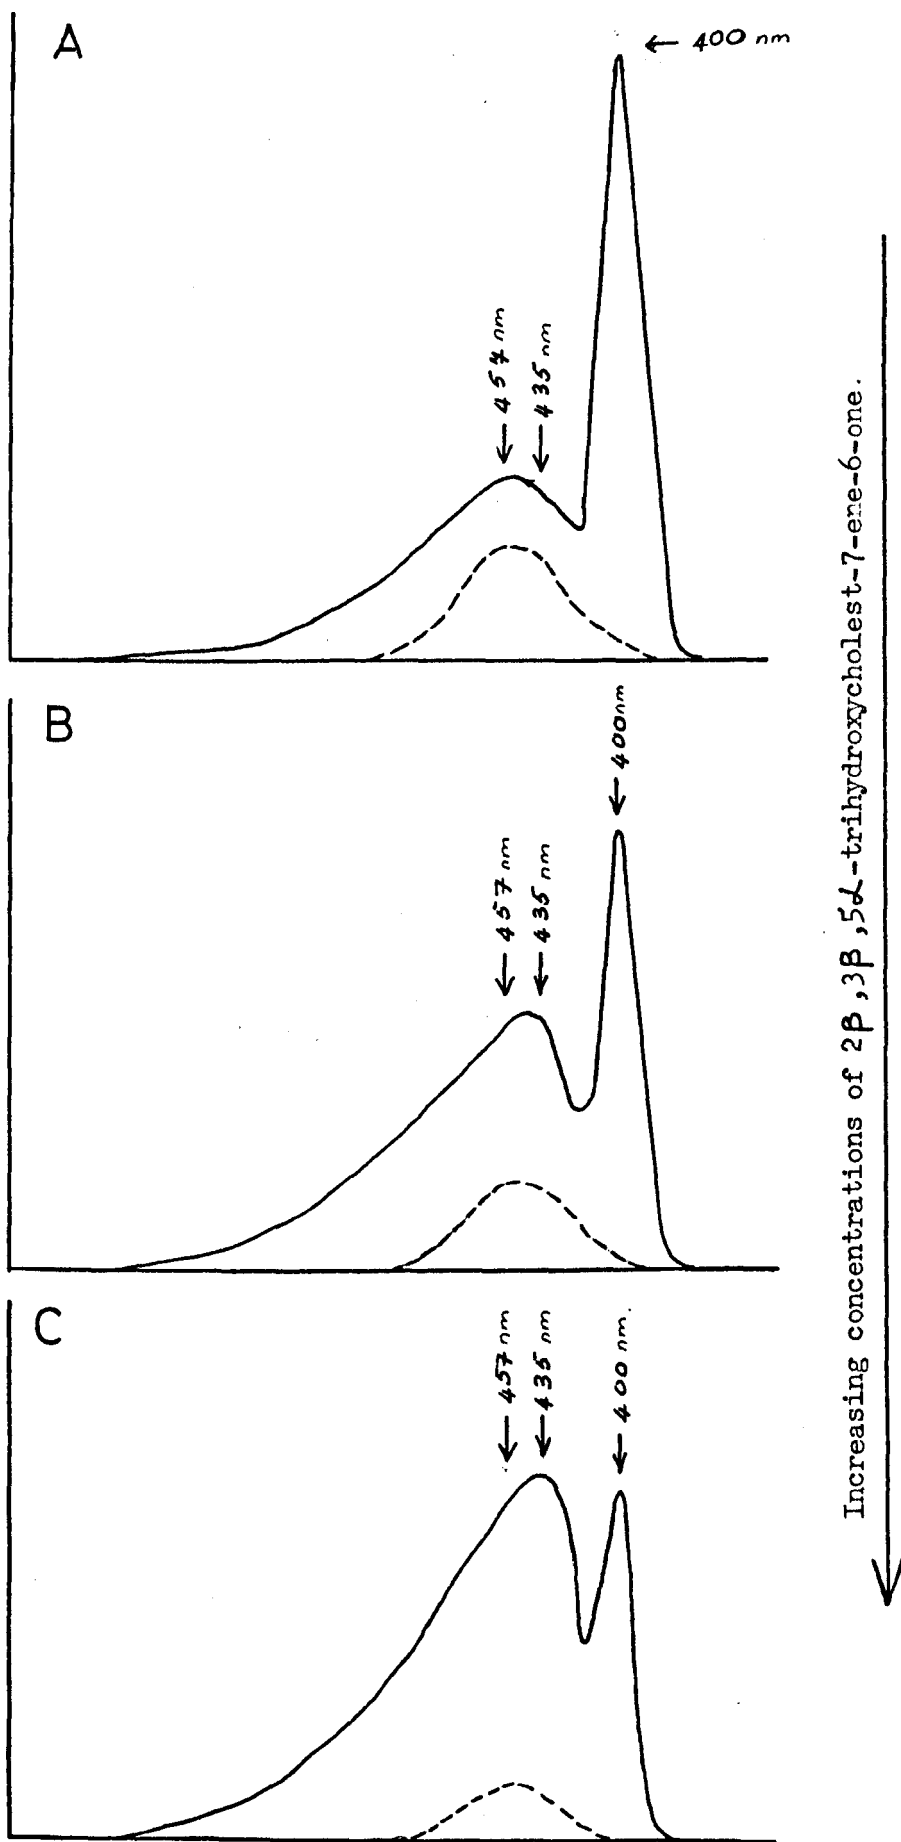 A
← 400 nm
← 457 nm
← 435 nm
B
← 400nm
← 457 nm
← 435 nm
C
← 457 nm
← 435 nm
← 400 nm.
Increasing concentrations of 2β,3β,5α-trihydroxycholest-7-ene-6-one.